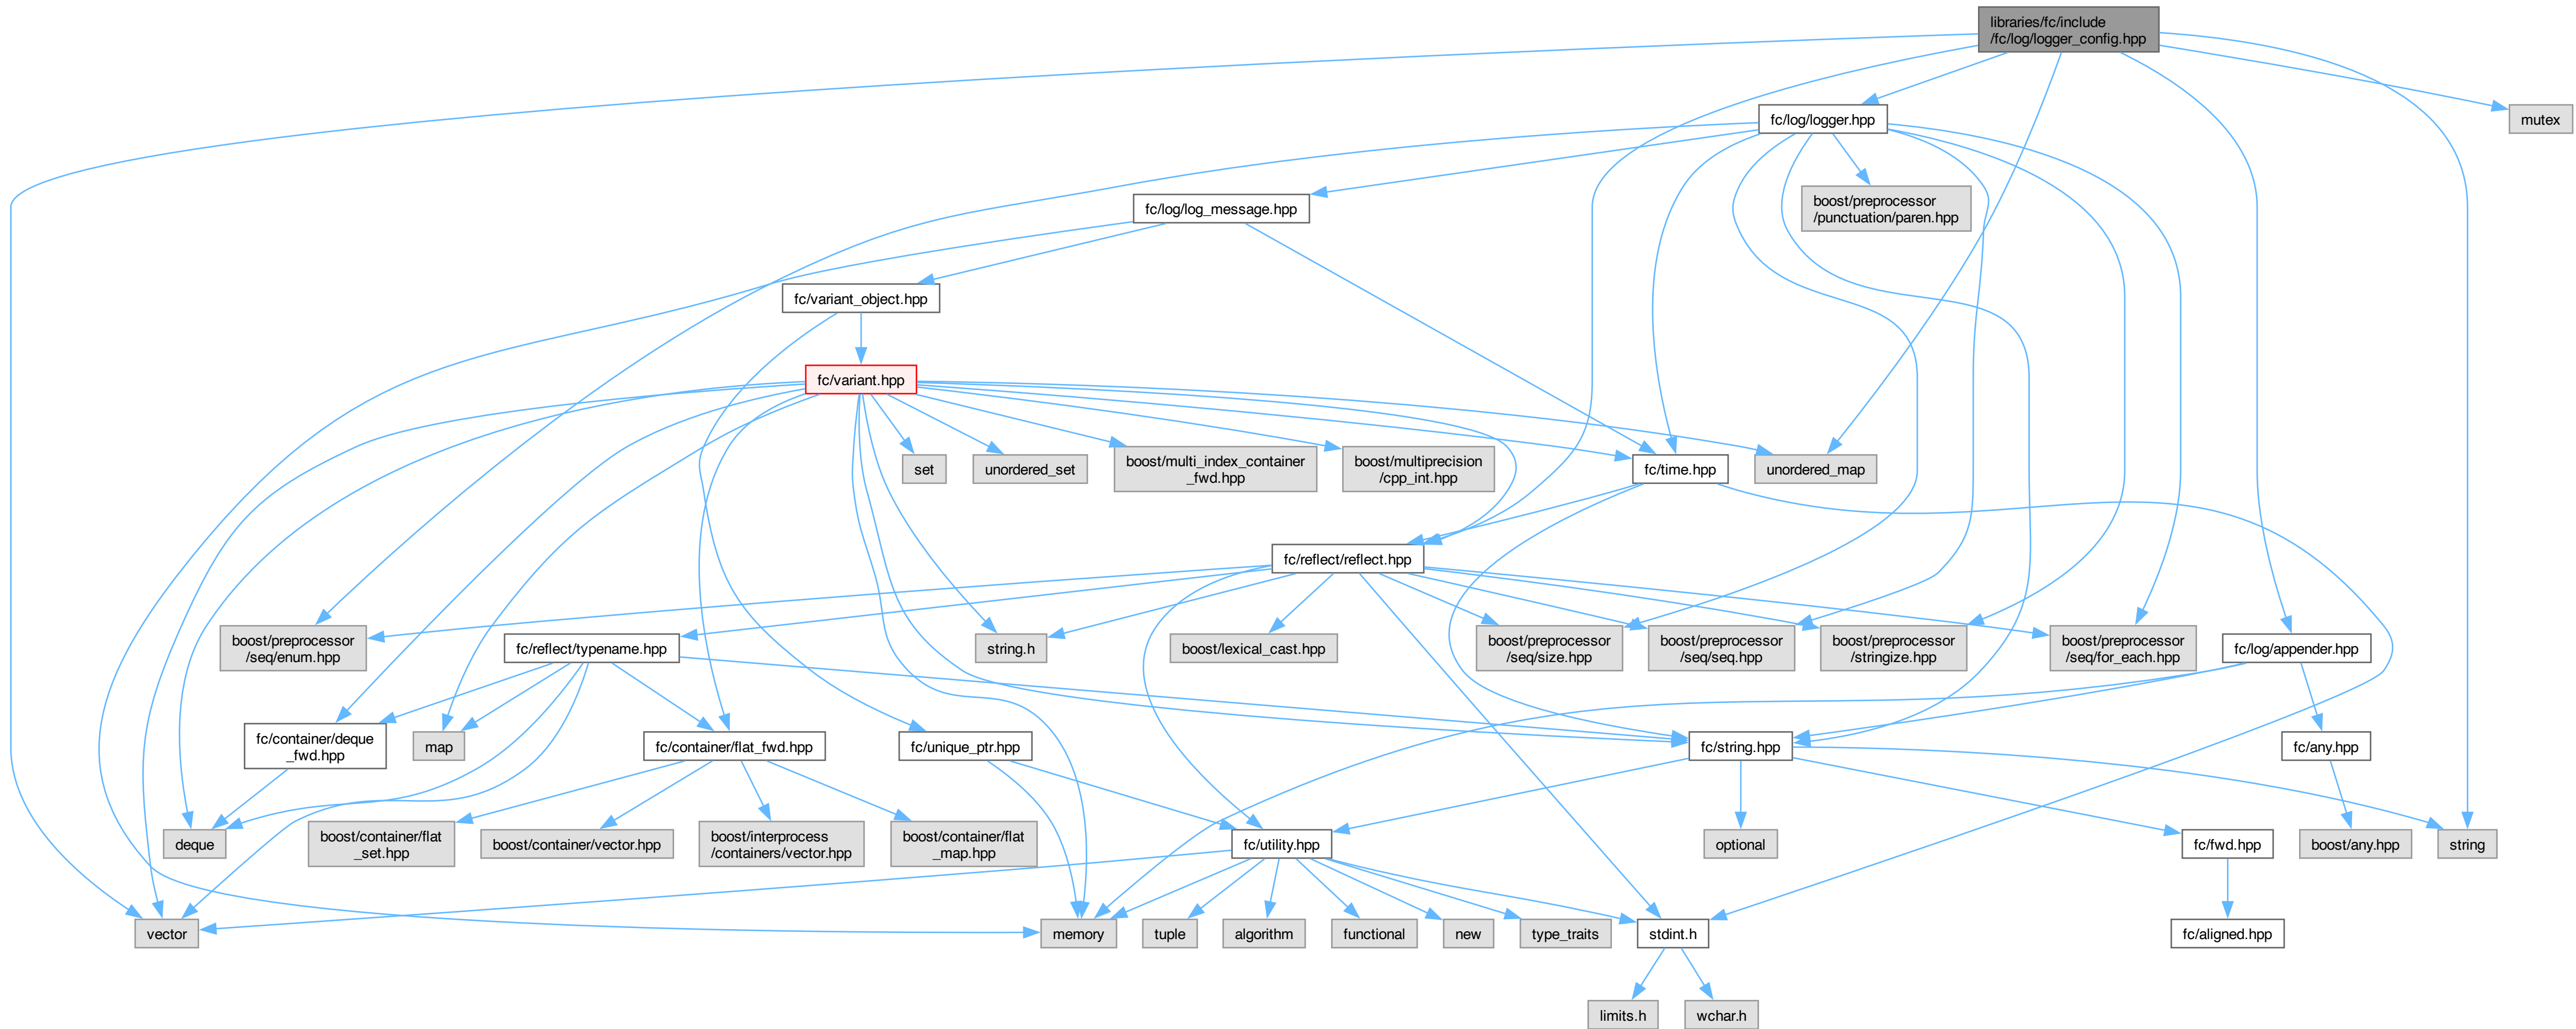 libraries/fc/include
/fc/log/logger_config.hpp
fc/log/logger.hpp
mutex
fc/log/log_message.hpp
boost/preprocessor
/punctuation/paren.hpp
fc/variant_object.hpp
fc/variant.hpp
set
unordered_set
boost/multi_index_container
_fwd.hpp
boost/multiprecision
/cpp_int.hpp
fc/time.hpp
unordered_map
fc/reflect/reflect.hpp
boost/preprocessor
/seq/enum.hpp
fc/reflect/typename.hpp
string.h
boost/lexical_cast.hpp
boost/preprocessor
/seq/size.hpp
boost/preprocessor
/seq/seq.hpp
boost/preprocessor
/stringize.hpp
boost/preprocessor
/seq/for_each.hpp
fc/log/appender.hpp
fc/container/deque
_fwd.hpp
map
fc/container/flat_fwd.hpp
fc/unique_ptr.hpp
fc/string.hpp
fc/any.hpp
deque
boost/container/flat
_set.hpp
boost/container/vector.hpp
boost/interprocess
/containers/vector.hpp
boost/container/flat
_map.hpp
fc/utility.hpp
optional
fc/fwd.hpp
boost/any.hpp
string
vector
memory
tuple
algorithm
functional
new
type_traits
stdint.h
fc/aligned.hpp
limits.h
wchar.h